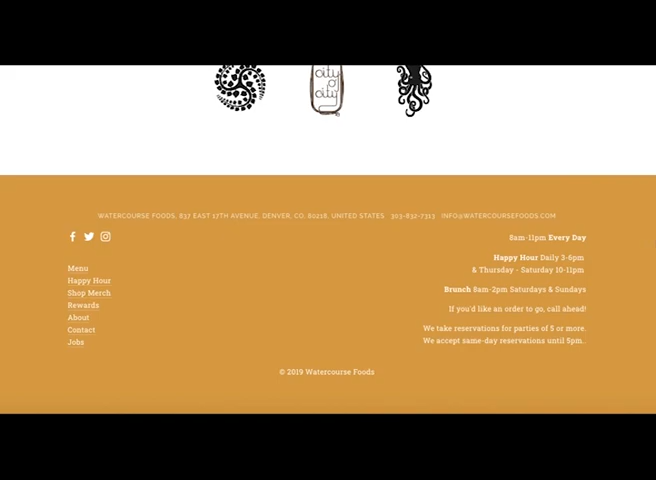 city
o'
city
WATERCOURSE FOODS, 837 EAST 17TH AVENUE, DENVER, CO, 80218, UNITED STATES 303-832-7313 INFO@WATERCOURSEFOODS.COM
Menu
Happy Hour
Shop Merch
Rewards
About
Contact
Jobs
8am-11pm Every Day
Happy Hour Daily 3-6pm
& Thursday - Saturday 10-11pm
Brunch 8am-2pm Saturdays & Sundays
If you'd like an order to go, call ahead!
We take reservations for parties of 5 or more.
We accept same-day reservations until 5pm..
© 2019 Watercourse Foods